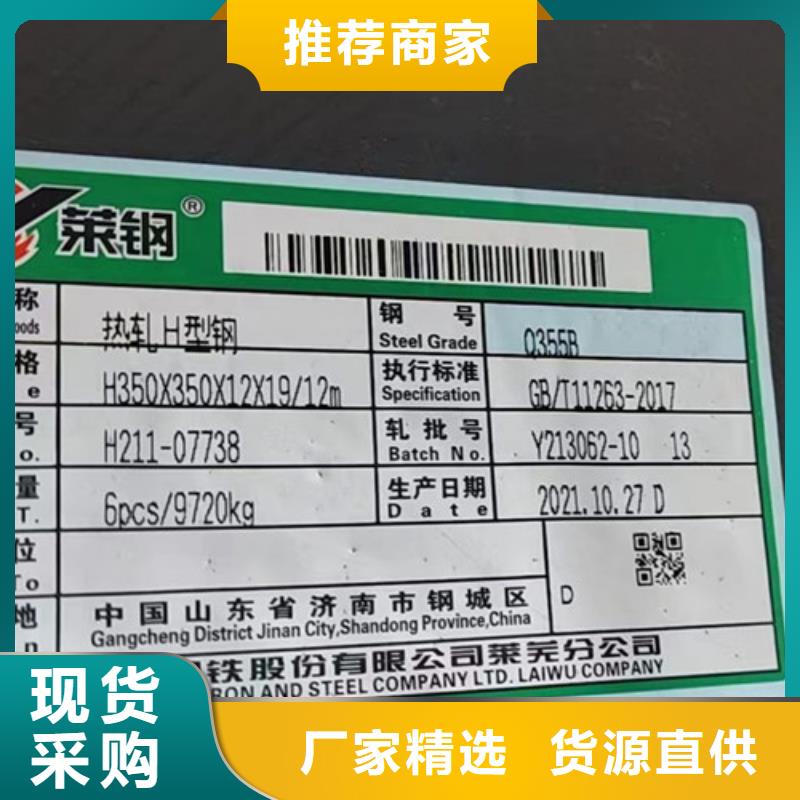 推荐商家
莱钢®
称 热轧H型钢 钢号 Q355B
oods Steel Grade
格 H350X350X12X19/12m 执行标准 GB/T11263-2017
e Specification
号 H211-07738 轧批号 Y213062-10 13
o. Batch No.
量 6pcs/9720kg 生产日期 2021.10.27 D
T. Date
位
To
地 中国山东省济南市钢城区 D
n Gangcheng District Jinan City,Shandong Province,China
铁股份有限公司莱芜分公司
RON AND STEEL COMPANY LTD. LAIWU COMPANY
现货
采购
厂家精选 货源直供